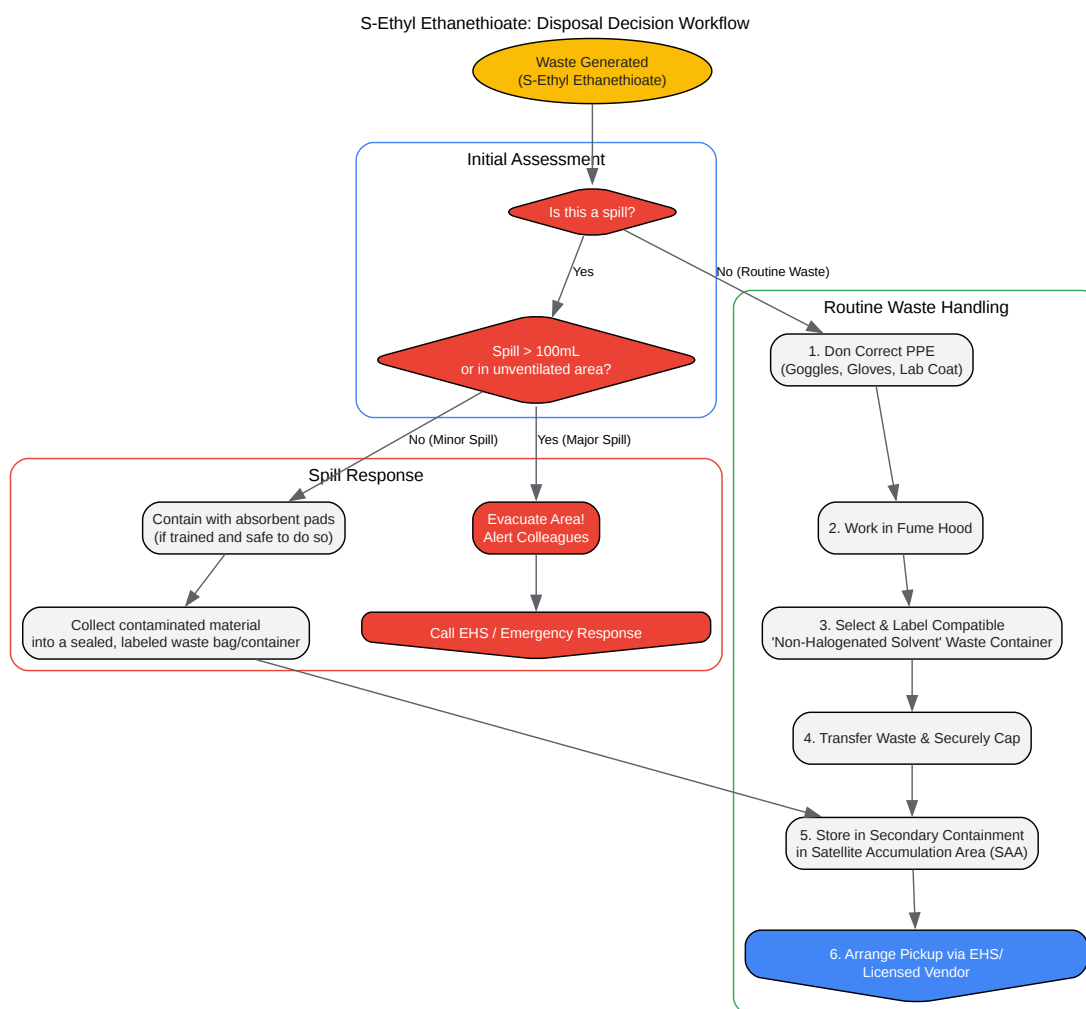 S-Ethyl Ethanethioate: Disposal Decision Workflow
Waste Generated
(S-Ethyl Ethanethioate)
Initial Assessment
Is this a spill?
Yes
No (Routine Waste)
Spill > 100mL
or in unventilated area?
No (Minor Spill)
Yes (Major Spill)
Spill Response
Contain with absorbent pads
(if trained and safe to do so)
Evacuate Area!
Alert Colleagues
Collect contaminated material
into a sealed, labeled waste bag/container
Call EHS / Emergency Response
Routine Waste Handling
1. Don Correct PPE
(Goggles, Gloves, Lab Coat)
2. Work in Fume Hood
3. Select & Label Compatible
'Non-Halogenated Solvent' Waste Container
4. Transfer Waste & Securely Cap
5. Store in Secondary Containment
in Satellite Accumulation Area (SAA)
6. Arrange Pickup via EHS/
Licensed Vendor